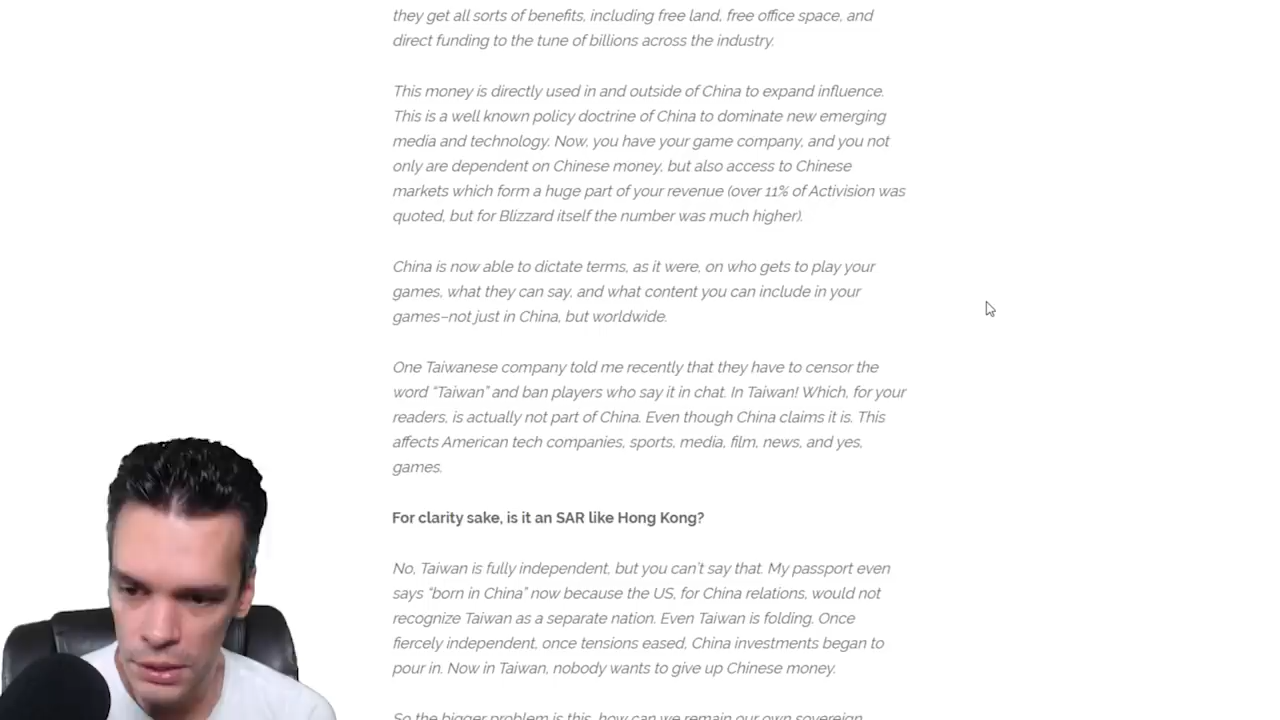 they get all sorts of benefits, including free land, free office space, and
direct funding to the tune of billions across the industry.
This money is directly used in and outside of China to expand influence.
This is a well known policy doctrine of China to dominate new emerging
media and technology. Now, you have your game company, and you not
only are dependent on Chinese money, but also access to Chinese
markets which form a huge part of your revenue (over 11% of Activision was
quoted, but for Blizzard itself the number was much higher).
China is now able to dictate terms, as it were, on who gets to play your
games, what they can say, and what content you can include in your
games–not just in China, but worldwide.
One Taiwanese company told me recently that they have to censor the
word “Taiwan” and ban players who say it in chat. In Taiwan! Which, for your
readers, is actually not part of China. Even though China claims it is. This
affects American tech companies, sports, media, film, news, and yes,
games.
For clarity sake, is it an SAR like Hong Kong?
No, Taiwan is fully independent, but you can’t say that. My passport even
says “born in China” now because the US, for China relations, would not
recognize Taiwan as a separate nation. Even Taiwan is folding. Once
fiercely independent, once tensions eased, China investments began to
pour in. Now in Taiwan, nobody wants to give up Chinese money.
So the bigger problem is this, how can we remain our own sovereign